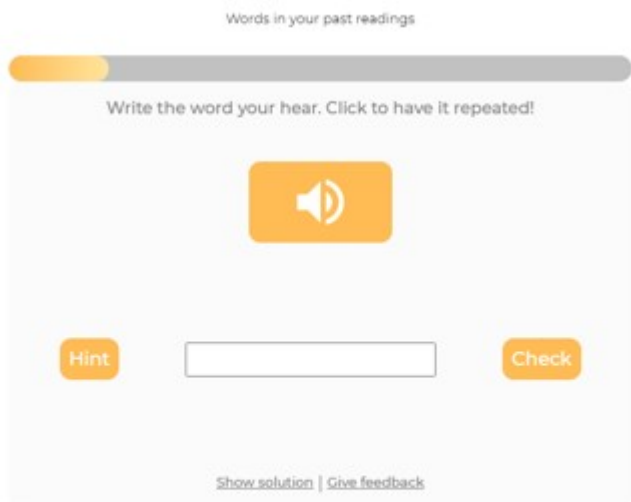 Words in your past readings
Write the word your hear. Click to have it repeated!
Hint
Check
Show solution | Give feedback